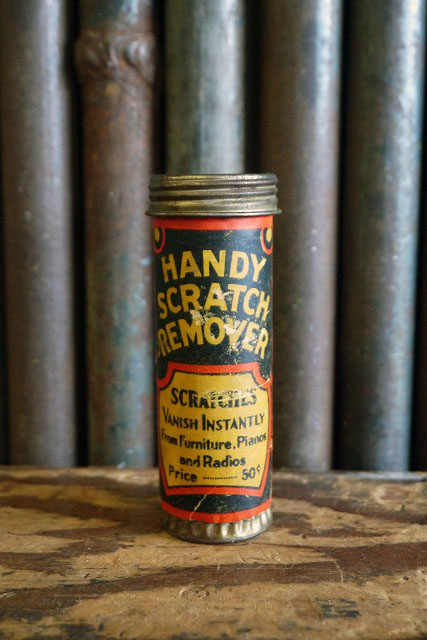 HANDY
SCRATCH
REMOVER
SCRATCHES
VANISH INSTANTLY
From Furniture, Pianos
and Radios
Price ............ 50¢